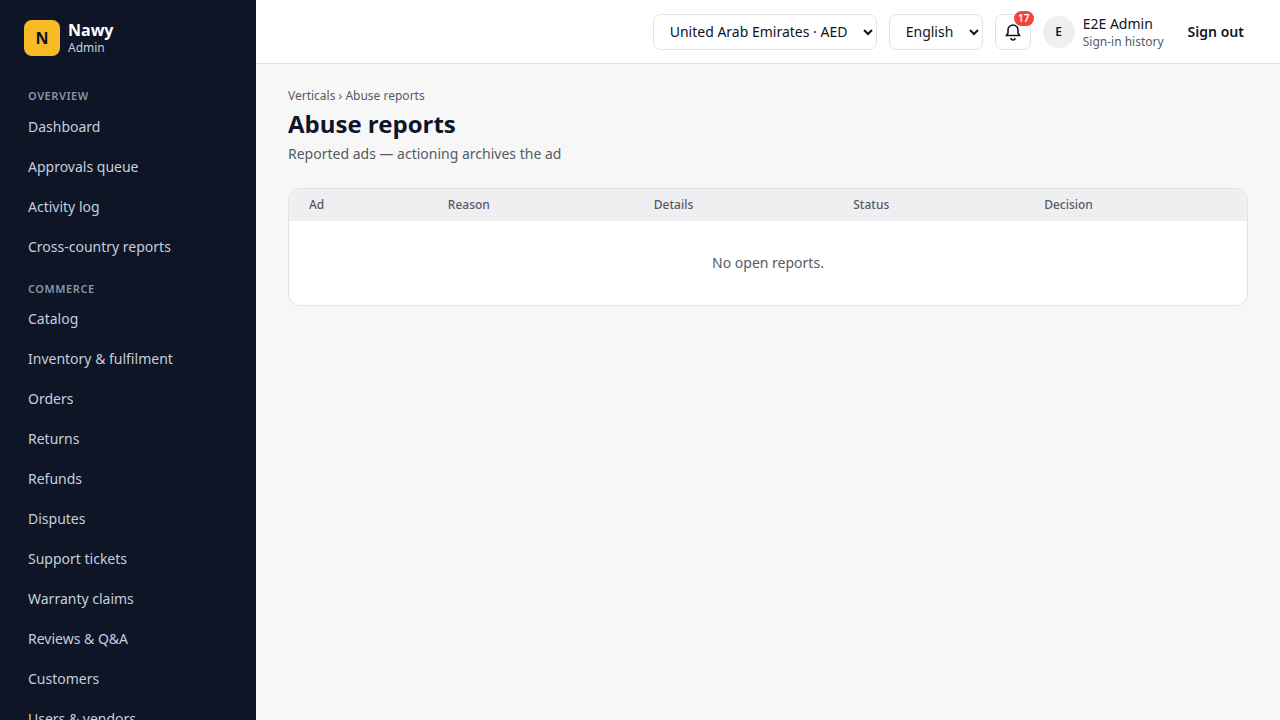 N
Nawy
Admin
OVERVIEW
Dashboard
Approvals queue
Activity log
Cross-country reports
COMMERCE
Catalog
Inventory & fulfilment
Orders
Returns
Refunds
Disputes
Support tickets
Warranty claims
Reviews & Q&A
Customers
Users & vendors
United Arab Emirates · AED
English
17
E
E2E Admin
Sign-in history
Sign out
Verticals › Abuse reports
Abuse reports
Reported ads — actioning archives the ad
Ad Reason Details Status Decision
No open reports.